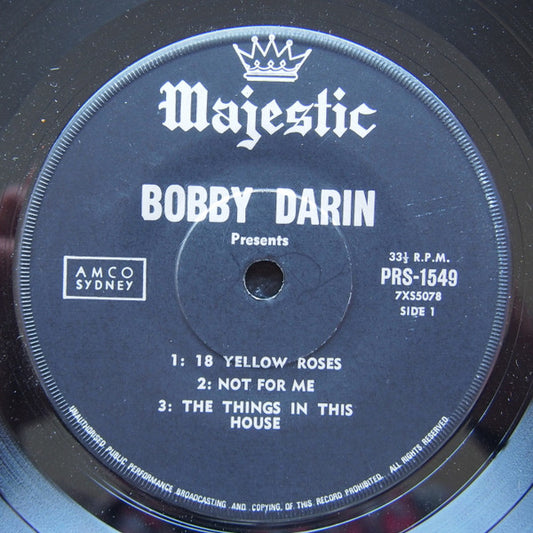 Majestic
BOBBY DARIN
Presents
AMCO
SYDNEY
33⅓ R.P.M.
PRS-1549
7XS5078
SIDE 1
1: 18 YELLOW ROSES
2: NOT FOR ME
3: THE THINGS IN THIS
HOUSE
UNAUTHORISED PUBLIC PERFORMANCE BROADCASTING AND COPYING OF THIS RECORD PROHIBITED. ALL RIGHTS RESERVED.